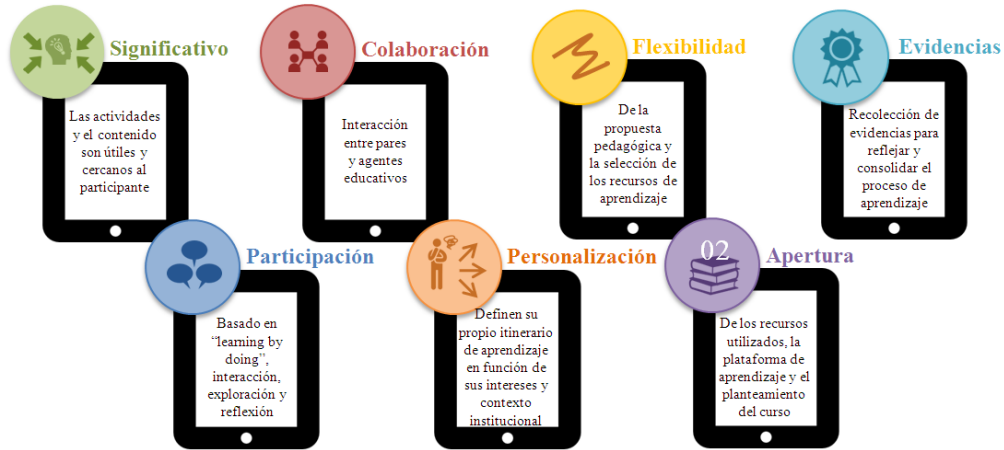 Significativo
Las actividades
y el contenido
son útiles y
cercanos al
participante
Colaboración
Interacción
entre pares
y agentes
educativos
Flexibilidad
De la
propuesta
pedagógica y
la selección de
los recursos de
aprendizaje
Evidencias
Recolección de
evidencias para
reflejar y
consolidar el
proceso de
aprendizaje
Participación
Basado en
“learning by
doing”,
interacción,
exploración y
reflexión
Personalización
Definen su
propio itinerario
de aprendizaje
en función de
sus intereses y
contexto
institucional
02
Apertura
De los recursos
utilizados, la
plataforma de
aprendizaje y el
planteamiento
del curso